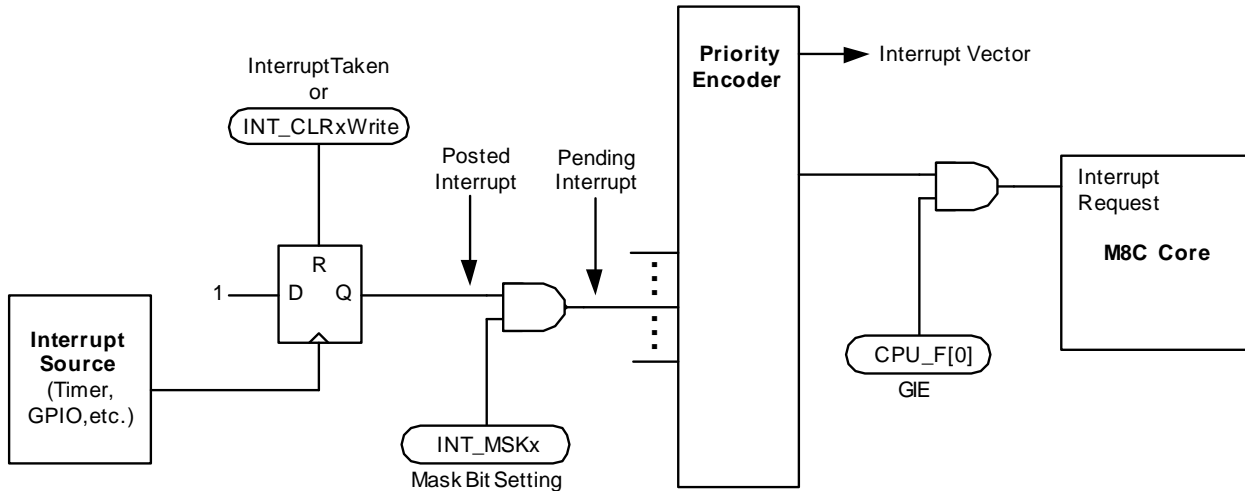 InterruptTaken
or
INT_CLRxWrite
Posted
Interrupt
Pending
Interrupt
Priority
Encoder
Interrupt Vector
Interrupt
Request
M8C Core
R
1
D
Q
Interrupt
Source
(Timer,
GPIO,etc.)
CPU_F[0]
GIE
INT_MSKx
Mask Bit Setting